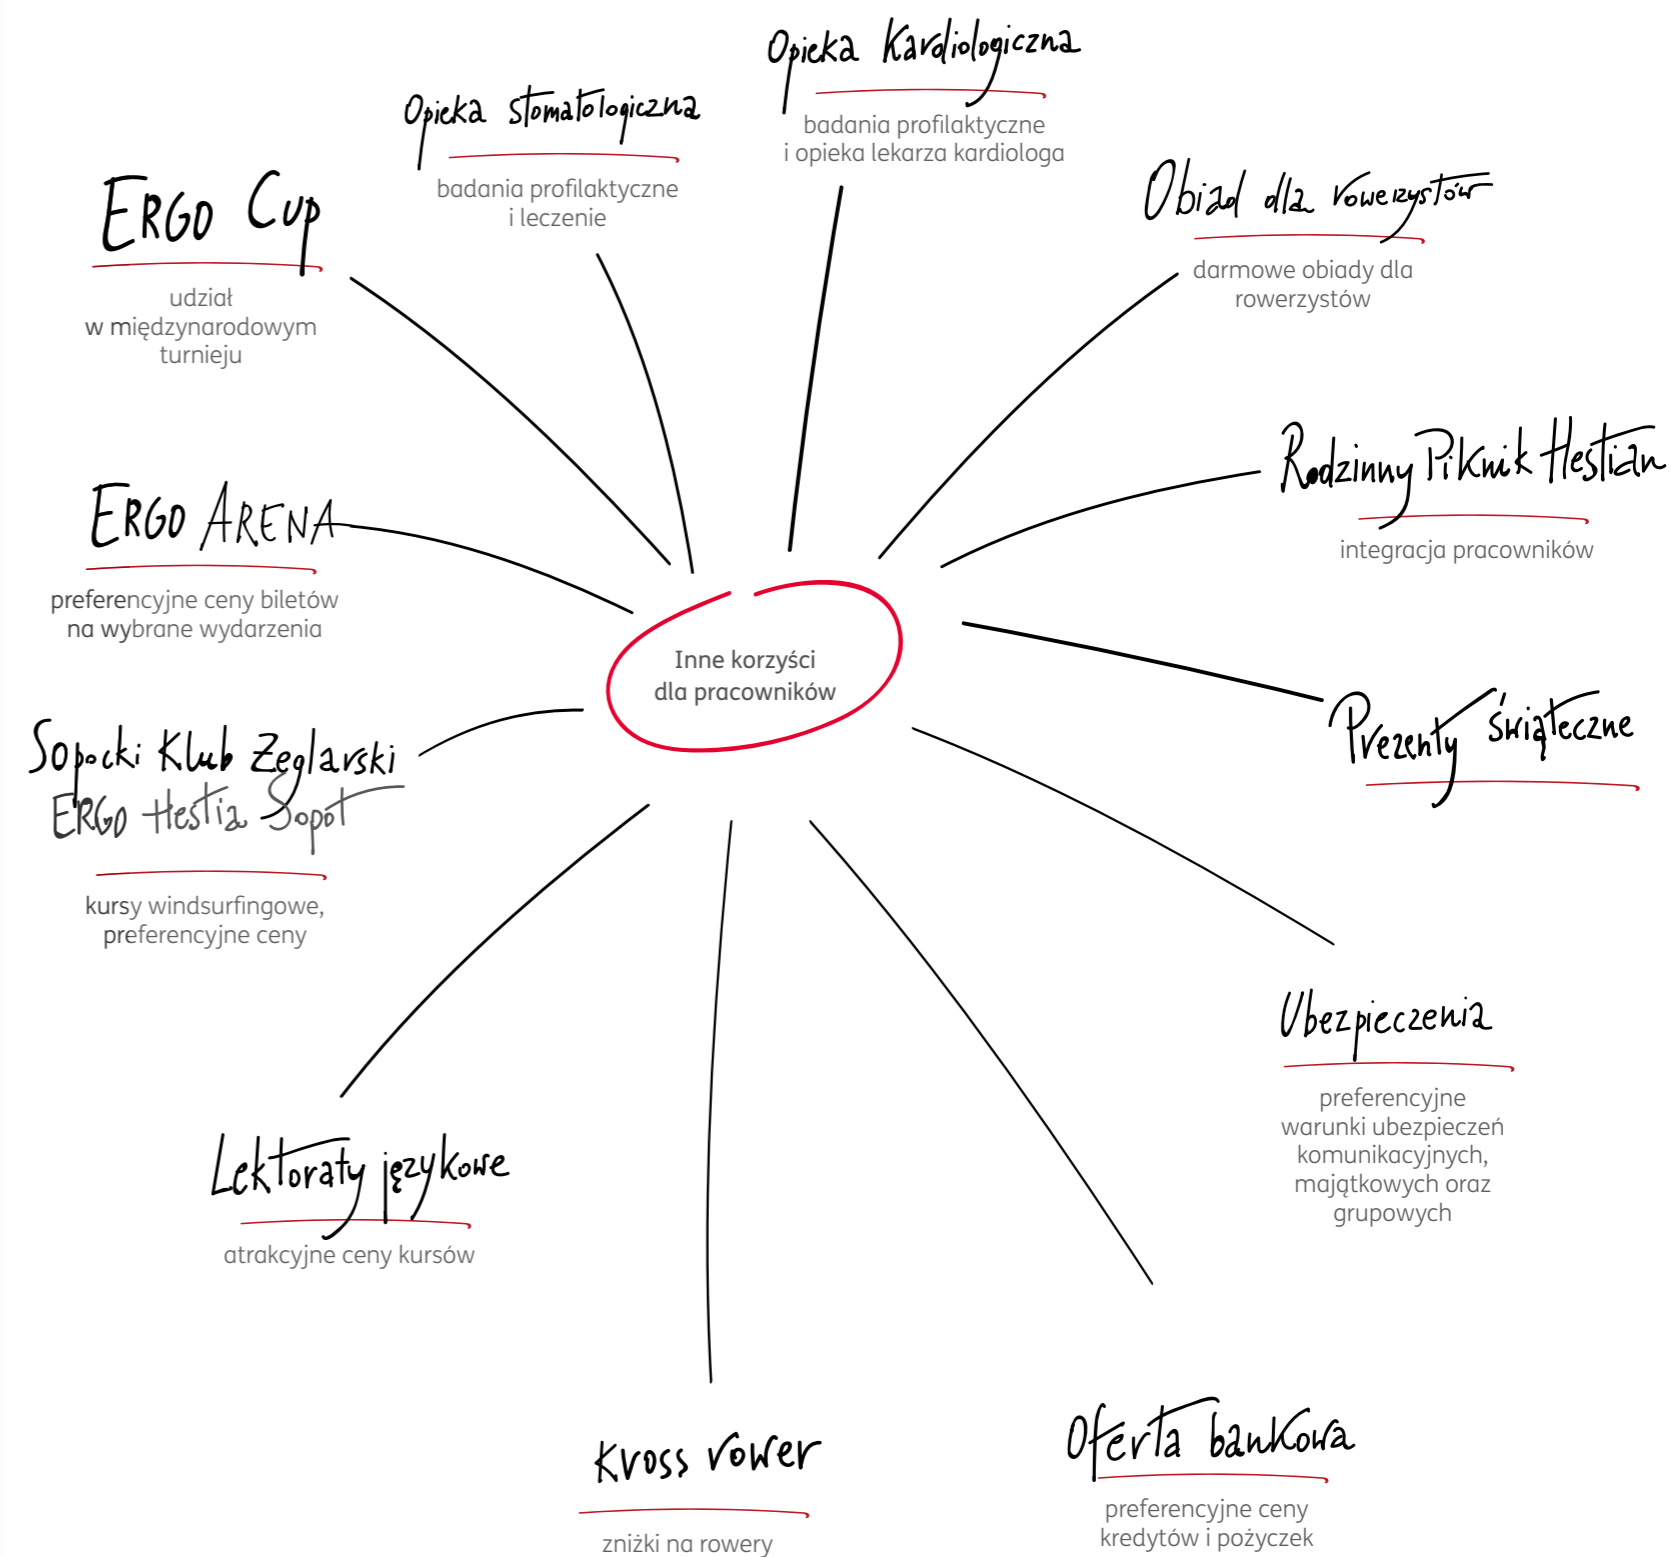 Opieka Kardiologiczna
badania profilaktyczne
i opieka lekarza kardiologa
Opieka stomatologiczna
badania profilaktyczne
i leczenie
Obiad dla rowerzystów
darmowe obiady dla
rowerzystów
ERGO Cup
udział
w międzynarodowym
turnieju
Rodzinny Piknik Hestian
integracja pracowników
ERGO ARENA
preferencyjne ceny biletów
na wybrane wydarzenia
Inne korzyści
dla pracowników
Prezenty świąteczne
Sopocki Klub Żeglarski
ERGO Hestia Sopot
kursy windsurfingowe,
preferencyjne ceny
Ubezpieczenia
preferencyjne
warunki ubezpieczeń
komunikacyjnych,
majątkowych oraz
grupowych
Lektoraty językowe
atrakcyjne ceny kursów
Kross rower
zniżki na rowery
Oferta bankowa
preferencyjne ceny
kredytów i pożyczek